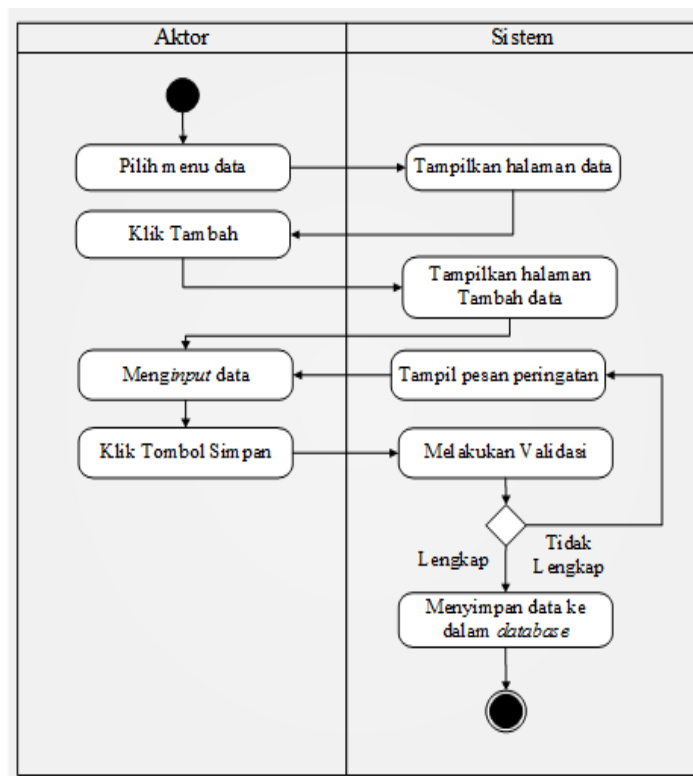 Aktor
Sistem
Pilih menu data
Tampilkan halaman data
Klik Tambah
Tampilkan halaman
Tambah data
Menginput data
Tampil pesan peringatan
Klik Tombol Simpan
Melakukan Validasi
Lengkap
Tidak
Lengkap
Menyimpan data ke
dalam database